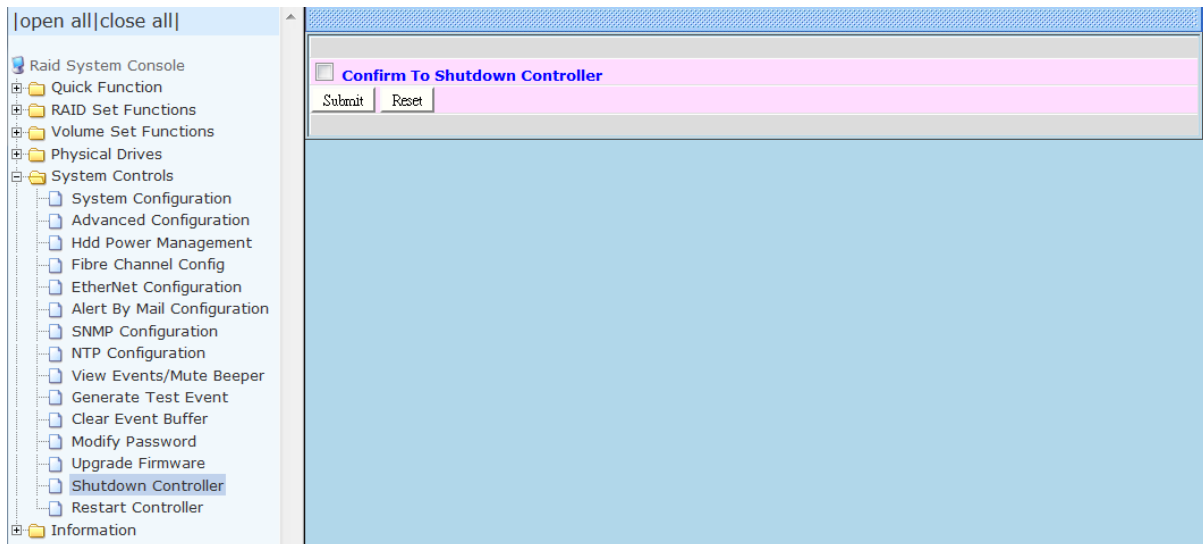 |open all|close all|
Raid System Console
Quick Function
RAID Set Functions
Volume Set Functions
Physical Drives
System Controls
System Configuration
Advanced Configuration
Hdd Power Management
Fibre Channel Config
EtherNet Configuration
Alert By Mail Configuration
SNMP Configuration
NTP Configuration
View Events/Mute Beeper
Generate Test Event
Clear Event Buffer
Modify Password
Upgrade Firmware
Shutdown Controller
Restart Controller
Information
Confirm To Shutdown Controller
Submit Reset